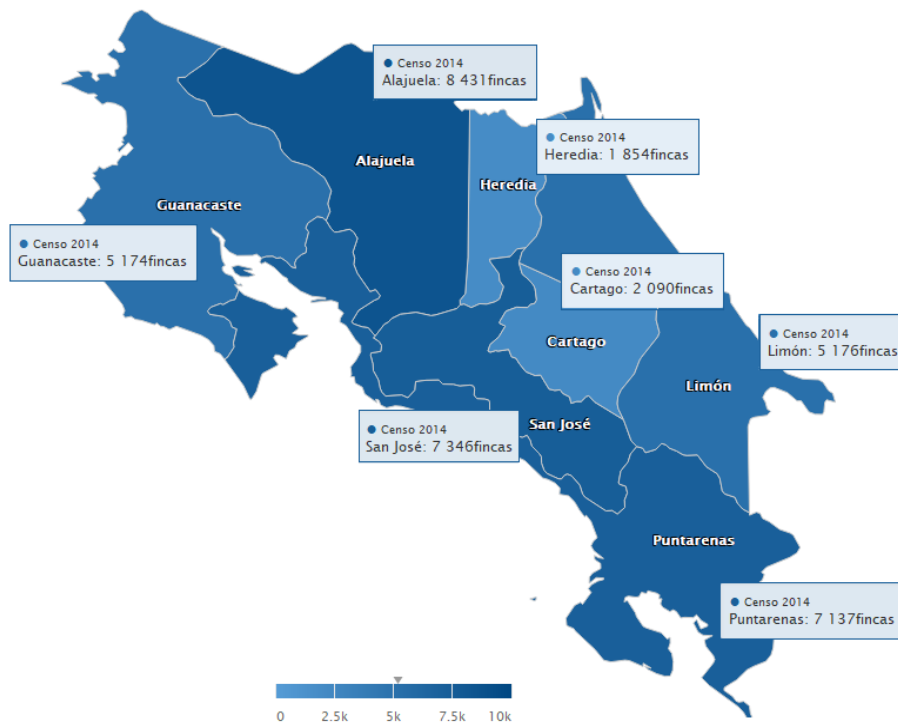 ● Censo 2014
Alajuela: 8 431fincas
● Censo 2014
Heredia: 1 854fincas
Alajuela
Heredia
Guanacaste
● Censo 2014
Guanacaste: 5 174fincas
● Censo 2014
Cartago: 2 090fincas
● Censo 2014
Limón: 5 176fincas
Cartago
Limón
● Censo 2014
San José: 7 346fincas
San José
Puntarenas
● Censo 2014
Puntarenas: 7 137fincas
0 2.5k 5k 7.5k 10k